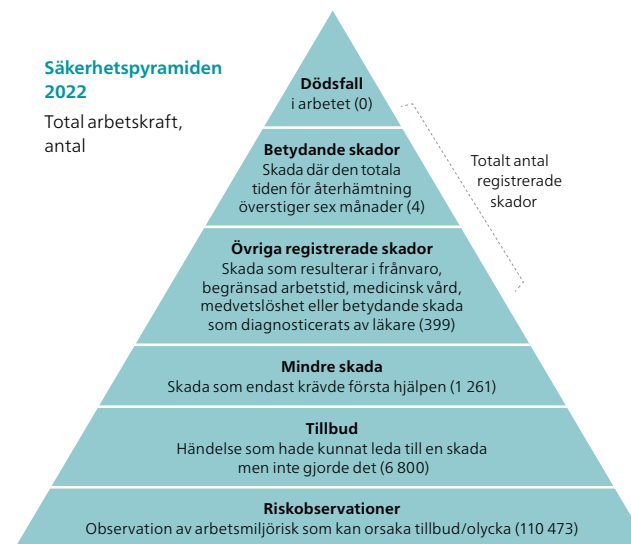 Säkerhetspyramiden
2022
Total arbetskraft,
antal
Dödsfall
i arbetet (0)
Betydande skador
Skada där den totala
tiden för återhämtning
överstiger sex månader (4)
Totalt antal
registrerade
skador
Övriga registrerade skador
Skada som resulterar i frånvaro,
begränsad arbetstid, medicinsk vård,
medvetslöshet eller betydande skada
som diagnosticerats av läkare (399)
Mindre skada
Skada som endast krävde första hjälpen (1 261)
Tillbud
Händelse som hade kunnat leda till en skada
men inte gjorde det (6 800)
Riskobservationer
Observation av arbetsmiljörisk som kan orsaka tillbud/olycka (110 473)